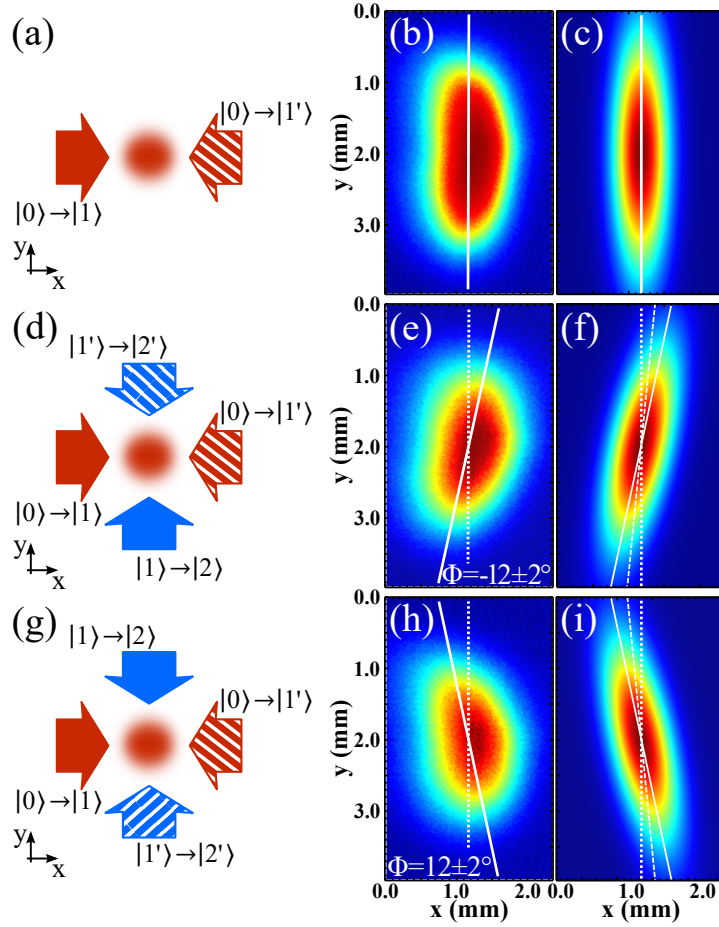 (a)
|0⟩→|1'⟩
|0⟩→|1⟩
y
x
(b)
(c)
0.0
1.0
2.0
3.0
y (mm)
(d)
|1'⟩→|2'⟩
|0⟩→|1'⟩
|0⟩→|1⟩
|1⟩→|2⟩
y
x
(e)
(f)
0.0
1.0
2.0
3.0
y (mm)
Φ=-12±2°
(g)
|1⟩→|2⟩
|0⟩→|1'⟩
|0⟩→|1⟩
|1'⟩→|2'⟩
y
x
(h)
(i)
0.0
1.0
2.0
3.0
y (mm)
Φ=12±2°
0.0 1.0 2.0 0.0 1.0 2.0
x (mm) x (mm)